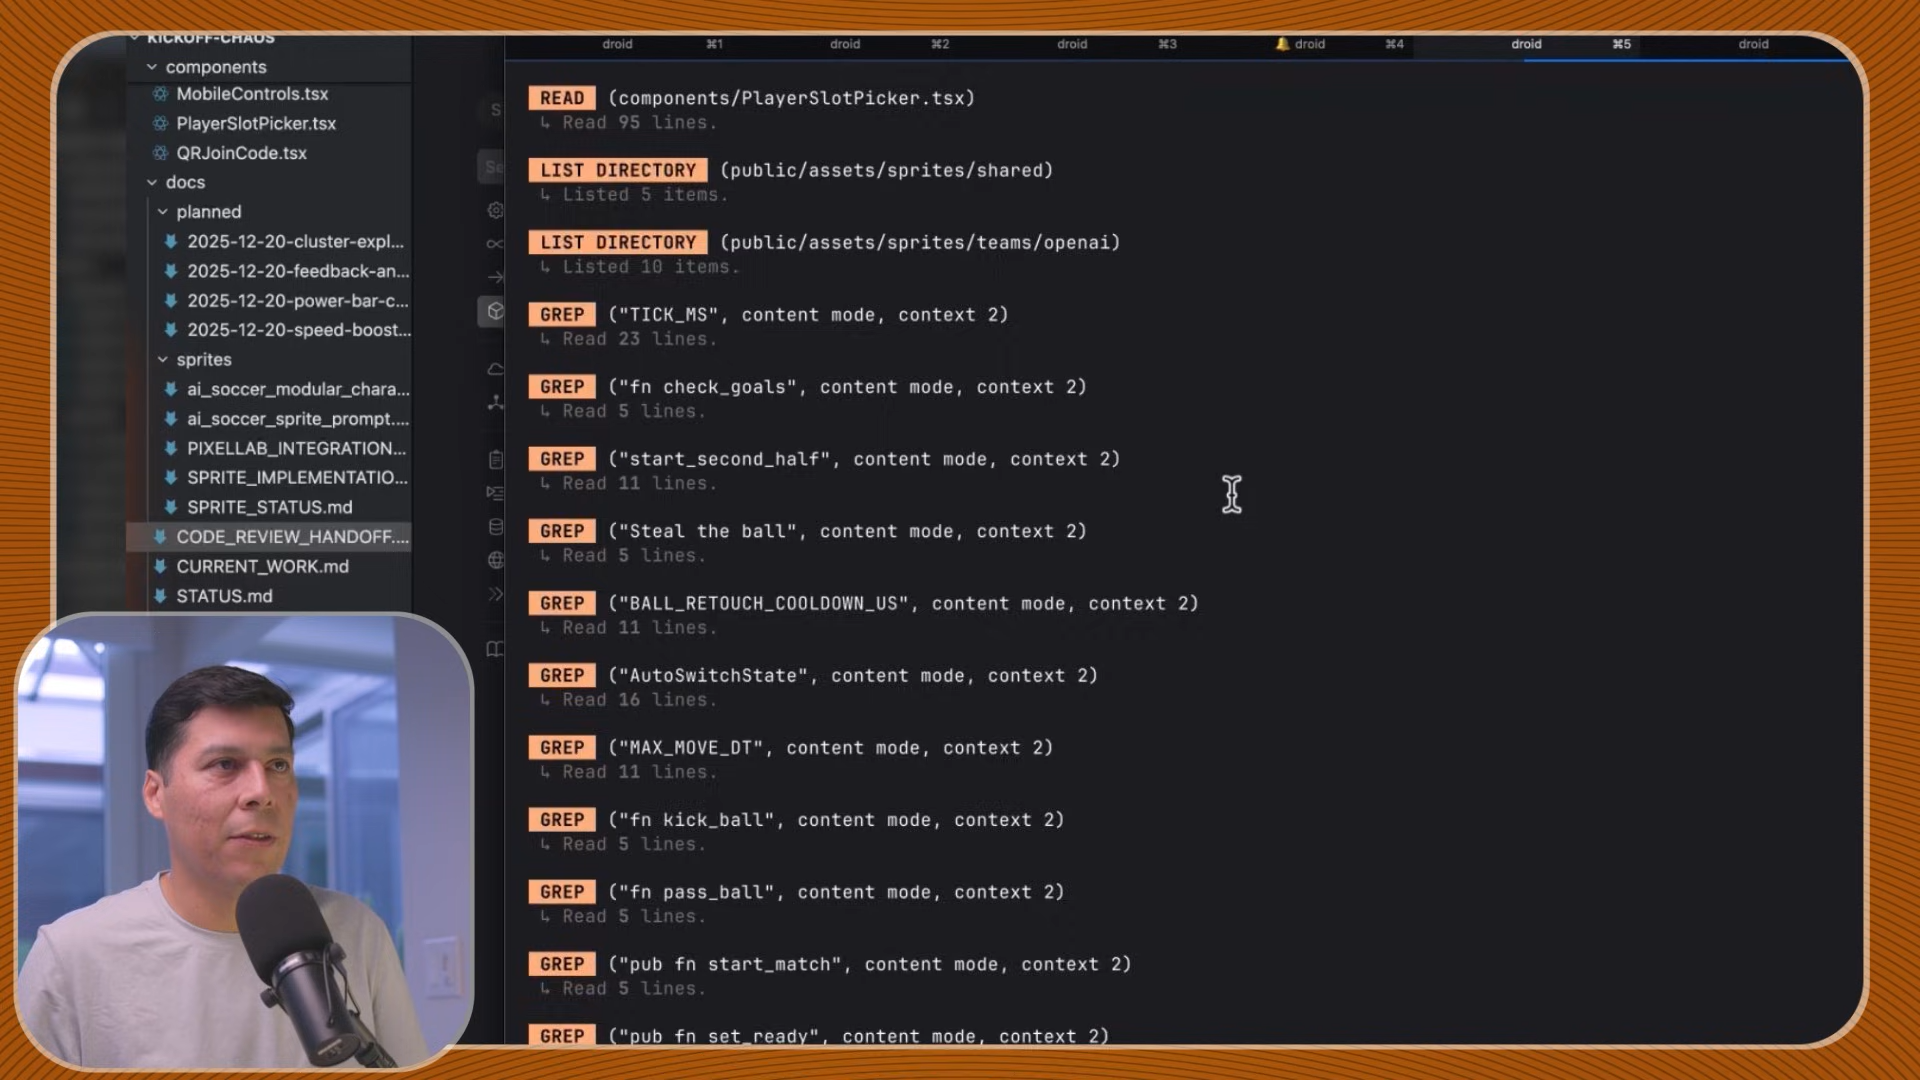 KICKOFF-CHAOS
components
MobileControls.tsx
PlayerSlotPicker.tsx
QRJoinCode.tsx
docs
planned
2025-12-20-cluster-expl...
2025-12-20-feedback-an...
2025-12-20-power-bar-c...
2025-12-20-speed-boost...
sprites
ai_soccer_modular_chara...
ai_soccer_sprite_prompt....
PIXELLAB_INTEGRATION...
SPRITE_IMPLEMENTATIO...
SPRITE_STATUS.md
CODE_REVIEW_HANDOFF....
CURRENT_WORK.md
STATUS.md
S
Se
droid ⌘1 droid ⌘2 droid ⌘3 🔔 droid ⌘4 droid ⌘5 droid
READ (components/PlayerSlotPicker.tsx)
↳ Read 95 lines.
LIST DIRECTORY (public/assets/sprites/shared)
↳ Listed 5 items.
LIST DIRECTORY (public/assets/sprites/teams/openai)
↳ Listed 10 items.
GREP ("TICK_MS", content mode, context 2)
↳ Read 23 lines.
GREP ("fn check_goals", content mode, context 2)
↳ Read 5 lines.
GREP ("start_second_half", content mode, context 2)
↳ Read 11 lines.
GREP ("Steal the ball", content mode, context 2)
↳ Read 5 lines.
GREP ("BALL_RETOUCH_COOLDOWN_US", content mode, context 2)
↳ Read 11 lines.
GREP ("AutoSwitchState", content mode, context 2)
↳ Read 16 lines.
GREP ("MAX_MOVE_DT", content mode, context 2)
↳ Read 11 lines.
GREP ("fn kick_ball", content mode, context 2)
↳ Read 5 lines.
GREP ("fn pass_ball", content mode, context 2)
↳ Read 5 lines.
GREP ("pub fn start_match", content mode, context 2)
↳ Read 5 lines.
GREP ("pub fn set_ready", content mode, context 2)